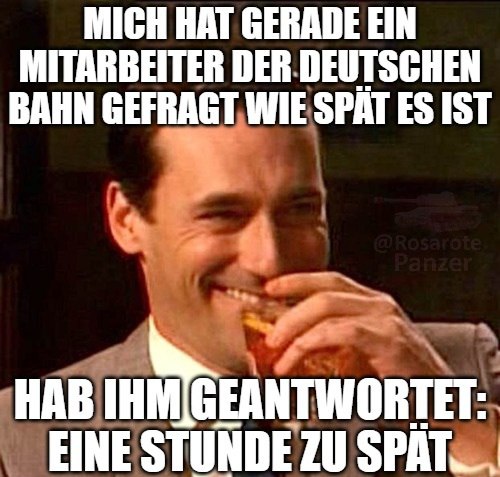 MICH HAT GERADE EIN
MITARBEITER DER DEUTSCHEN
BAHN GEFRAGT WIE SPÄT ES IST
@Rosarote
Panzer
HAB IHM GEANTWORTET:
EINE STUNDE ZU SPÄT